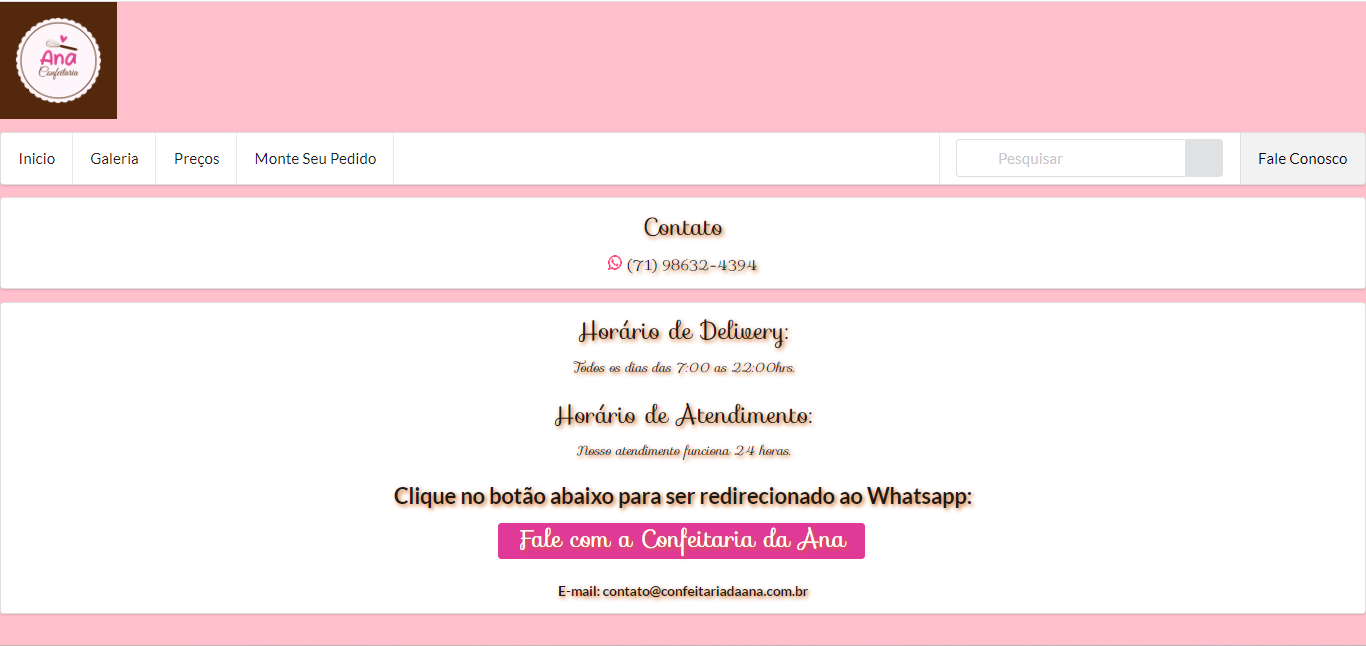 Ana
Confeitaria
Inicio
Galeria
Preços
Monte Seu Pedido
Pesquisar
Fale Conosco
Contato
(71) 98632-4394
Horário de Delivery:
Todos os dias das 7:00 as 22:00hrs.
Horário de Atendimento:
Nosso atendimento funciona 24 horas.
Clique no botão abaixo para ser redirecionado ao Whatsapp:
Fale com a Confeitaria da Ana
E-mail: contato@confeitariadaana.com.br